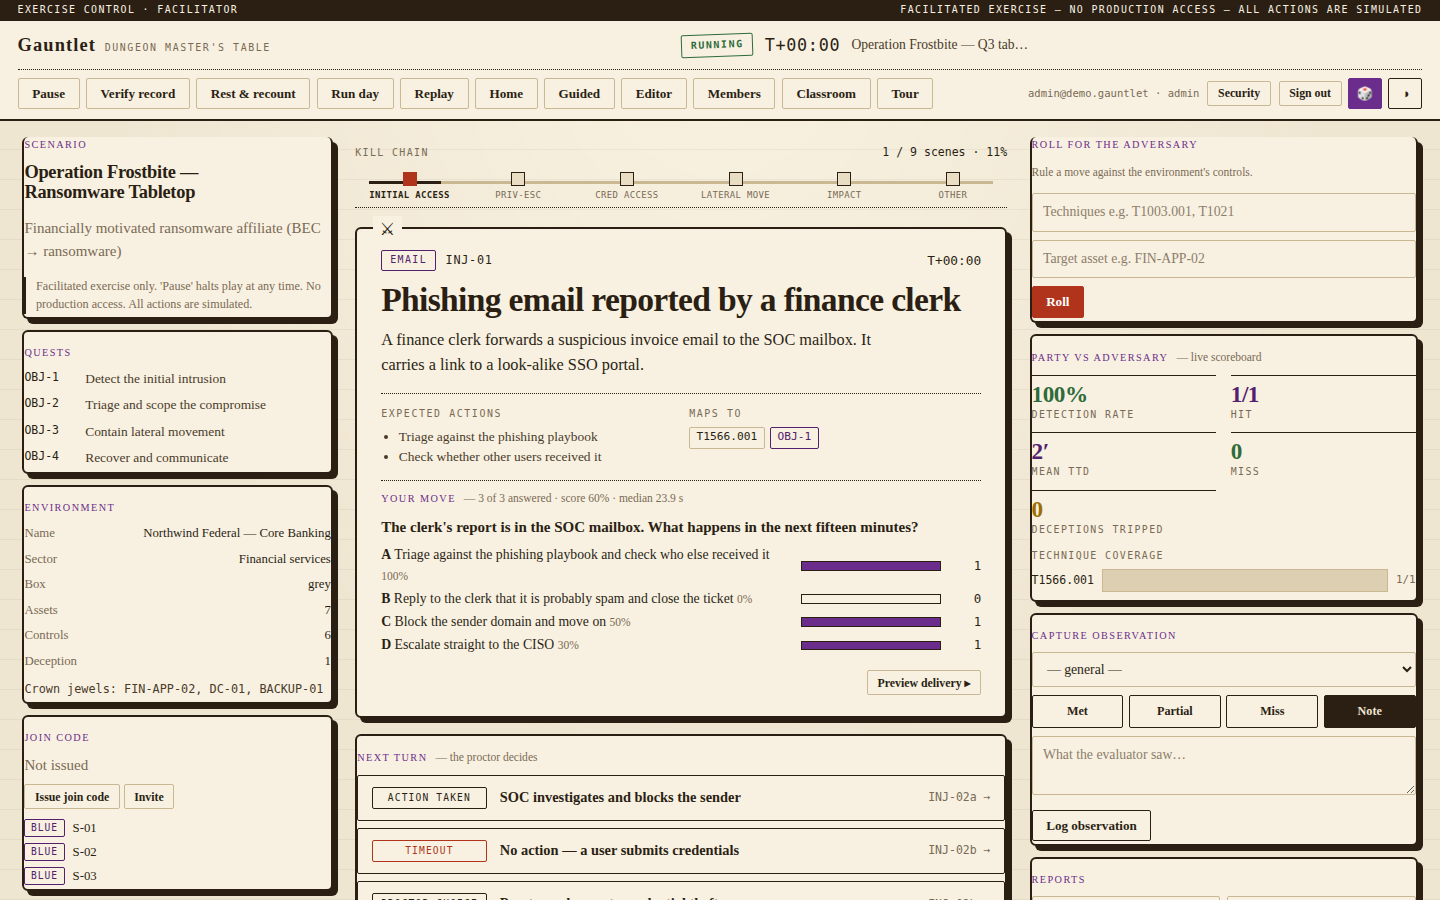 EXERCISE CONTROL · FACILITATOR
FACILITATED EXERCISE — NO PRODUCTION ACCESS — ALL ACTIONS ARE SIMULATED
Gauntlet DUNGEON MASTER'S TABLE
RUNNING T+00:00 Operation Frostbite — Q3 tab…
Pause Verify record Rest & recount Run day Replay Home Guided Editor Members Classroom Tour
admin@demo.gauntlet · admin Security Sign out
SCENARIO
Operation Frostbite —
Ransomware Tabletop
Financially motivated ransomware affiliate (BEC
→ ransomware)
Facilitated exercise only. 'Pause' halts play at any time. No
production access. All actions are simulated.
QUESTS
OBJ-1 Detect the initial intrusion
OBJ-2 Triage and scope the compromise
OBJ-3 Contain lateral movement
OBJ-4 Recover and communicate
ENVIRONMENT
Name Northwind Federal — Core Banking
Sector Financial services
Box grey
Assets 7
Controls 6
Deception 1
Crown jewels: FIN-APP-02, DC-01, BACKUP-01
JOIN CODE
Not issued
Issue join code Invite
BLUE S-01
BLUE S-02
BLUE S-03
KILL CHAIN 1 / 9 scenes · 11%
INITIAL ACCESS PRIV-ESC CRED ACCESS LATERAL MOVE IMPACT OTHER
EMAIL INJ-01 T+00:00
Phishing email reported by a finance clerk
A finance clerk forwards a suspicious invoice email to the SOC mailbox. It
carries a link to a look-alike SSO portal.
EXPECTED ACTIONS
• Triage against the phishing playbook
• Check whether other users received it
MAPS TO
T1566.001 OBJ-1
YOUR MOVE — 3 of 3 answered · score 60% · median 23.9 s
The clerk's report is in the SOC mailbox. What happens in the next fifteen minutes?
A Triage against the phishing playbook and check who else received it
100% 1
B Reply to the clerk that it is probably spam and close the ticket 0% 0
C Block the sender domain and move on 50% 1
D Escalate straight to the CISO 30% 1
Preview delivery ▸
NEXT TURN — the proctor decides
ACTION TAKEN SOC investigates and blocks the sender INJ-02a →
TIMEOUT No action — a user submits credentials INJ-02b →
ROLL FOR THE ADVERSARY
Rule a move against the environment's controls.
Techniques e.g. T1003.001, T1021
Target asset e.g. FIN-APP-02
Roll
PARTY VS ADVERSARY — live scoreboard
100% 1/1
DETECTION RATE HIT
2′ 0
MEAN TTD MISS
0
DECEPTIONS TRIPPED
TECHNIQUE COVERAGE
T1566.001 1/1
CAPTURE OBSERVATION
— general —
Met Partial Miss Note
What the evaluator saw…
Log observation
REPORTS